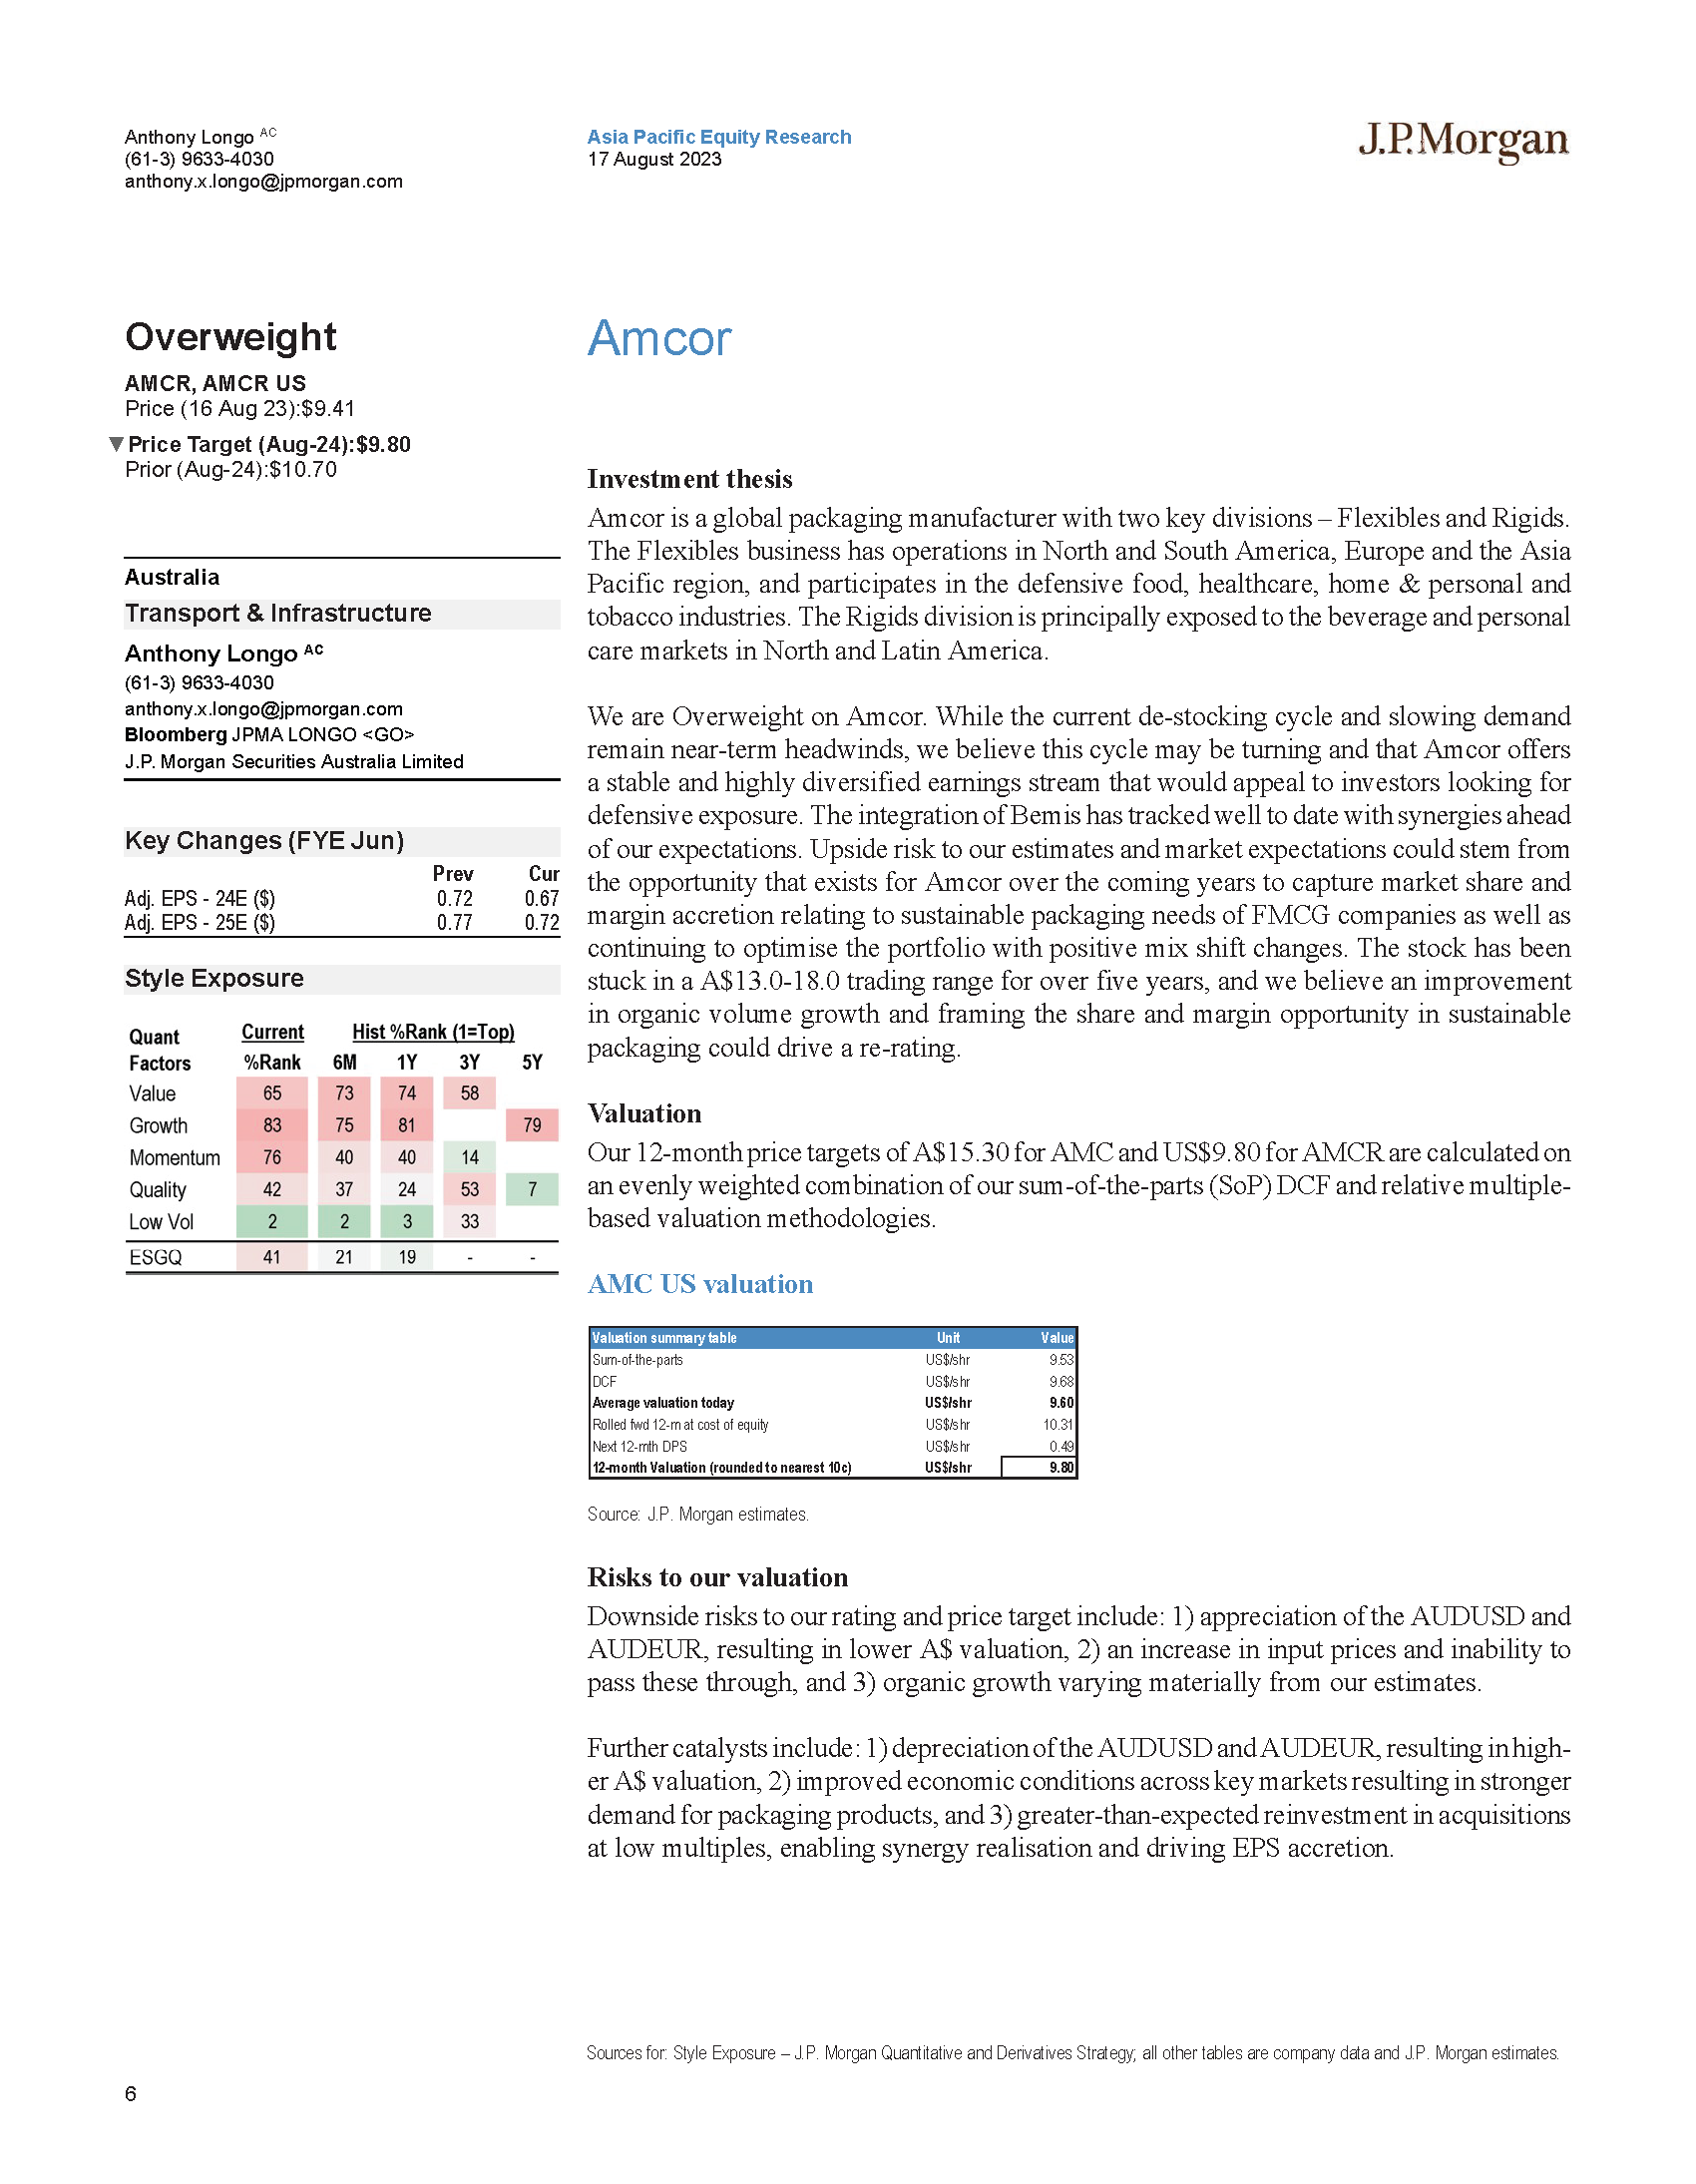 Anthony Longo AC
(61-3) 9633-4030
anthony.x.longo@jpmorgan.com
Asia Pacific Equity Research
17 August 2023
J.P.Morgan
Overweight
AMCR, AMCR US
Price (16 Aug 23):$9.41
▼Price Target (Aug-24):$9.80
Prior (Aug-24):$10.70
Australia
Transport & Infrastructure
Anthony Longo AC
(61-3) 9633-4030
anthony.x.longo@jpmorgan.com
Bloomberg JPMA LONGO <GO>
J.P. Morgan Securities Australia Limited
Key Changes (FYE Jun)
Prev Cur
Adj. EPS - 24E ($) 0.72 0.67
Adj. EPS - 25E ($) 0.77 0.72
Style Exposure
Quant Current Hist %Rank (1=Top)
Factors %Rank 6M 1Y 3Y 5Y
Value 65 73 74 58
Growth 83 75 81 79
Momentum 76 40 40 14
Quality 42 37 24 53 7
Low Vol 2 2 3 33
ESGQ 41 21 19 - -
Amcor
Investment thesis
Amcor is a global packaging manufacturer with two key divisions – Flexibles and Rigids.
The Flexibles business has operations in North and South America, Europe and the Asia
Pacific region, and participates in the defensive food, healthcare, home & personal and
tobacco industries. The Rigids division is principally exposed to the beverage and personal
care markets in North and Latin America.
We are Overweight on Amcor. While the current de-stocking cycle and slowing demand
remain near-term headwinds, we believe this cycle may be turning and that Amcor offers
a stable and highly diversified earnings stream that would appeal to investors looking for
defensive exposure. The integration of Bemis has tracked well to date with synergies ahead
of our expectations. Upside risk to our estimates and market expectations could stem from
the opportunity that exists for Amcor over the coming years to capture market share and
margin accretion relating to sustainable packaging needs of FMCG companies as well as
continuing to optimise the portfolio with positive mix shift changes. The stock has been
stuck in a A$13.0-18.0 trading range for over five years, and we believe an improvement
in organic volume growth and framing the share and margin opportunity in sustainable
packaging could drive a re-rating.
Valuation
Our 12-month price targets of A$15.30 for AMC and US$9.80 for AMCR are calculated on
an evenly weighted combination of our sum-of-the-parts (SoP) DCF and relative multiple-
based valuation methodologies.
AMC US valuation
Valuation summary table Unit Value
Sum-of-the-parts US$/shr 9.53
DCF US$/shr 9.68
Average valuation today US$/shr 9.60
Rolled fwd 12-m at cost of equity US$/shr 10.31
Next 12-mth DPS US$/shr 0.49
12-month Valuation (rounded to nearest 10c) US$/shr 9.80
Source: J.P. Morgan estimates.
Risks to our valuation
Downside risks to our rating and price target include: 1) appreciation of the AUDUSD and
AUDEUR, resulting in lower A$ valuation, 2) an increase in input prices and inability to
pass these through, and 3) organic growth varying materially from our estimates.
Further catalysts include: 1) depreciation of the AUDUSD and AUDEUR, resulting in high-
er A$ valuation, 2) improved economic conditions across key markets resulting in stronger
demand for packaging products, and 3) greater-than-expected reinvestment in acquisitions
at low multiples, enabling synergy realisation and driving EPS accretion.
Sources for: Style Exposure – J.P. Morgan Quantitative and Derivatives Strategy; all other tables are company data and J.P. Morgan estimates.
6